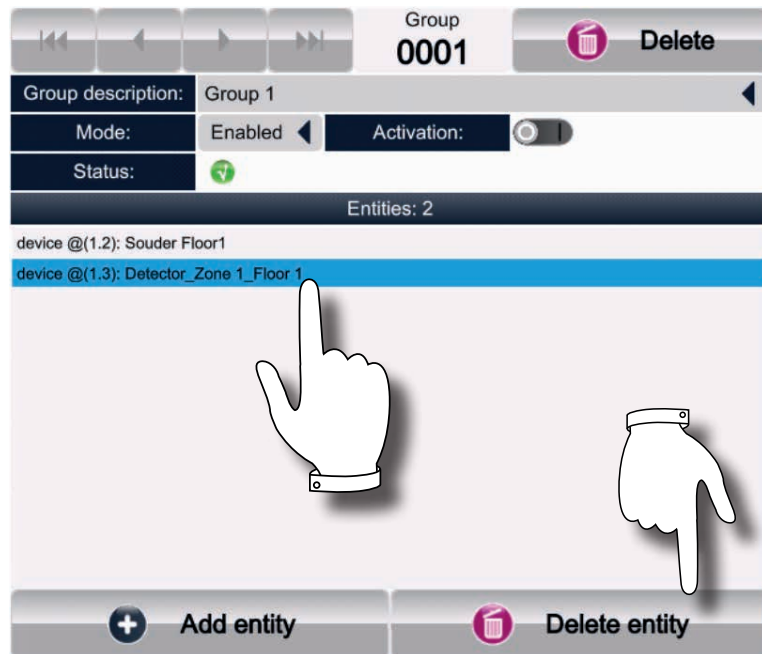 Group
0001
Delete
Group description: Group 1
Mode: Enabled Activation:
Status:
Entities: 2
device @(1.2): Souder Floor1
device @(1.3): Detector_Zone 1_Floor 1
Add entity Delete entity